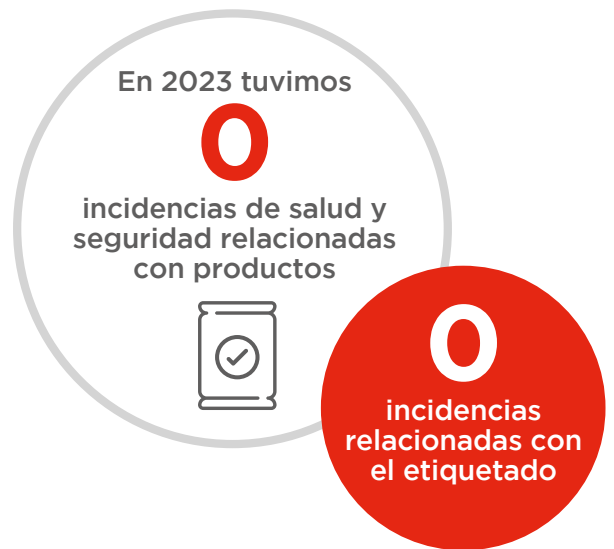 En 2023 tuvimos
0
incidencias de salud y
seguridad relacionadas
con productos
0
incidencias
relacionadas con
el etiquetado